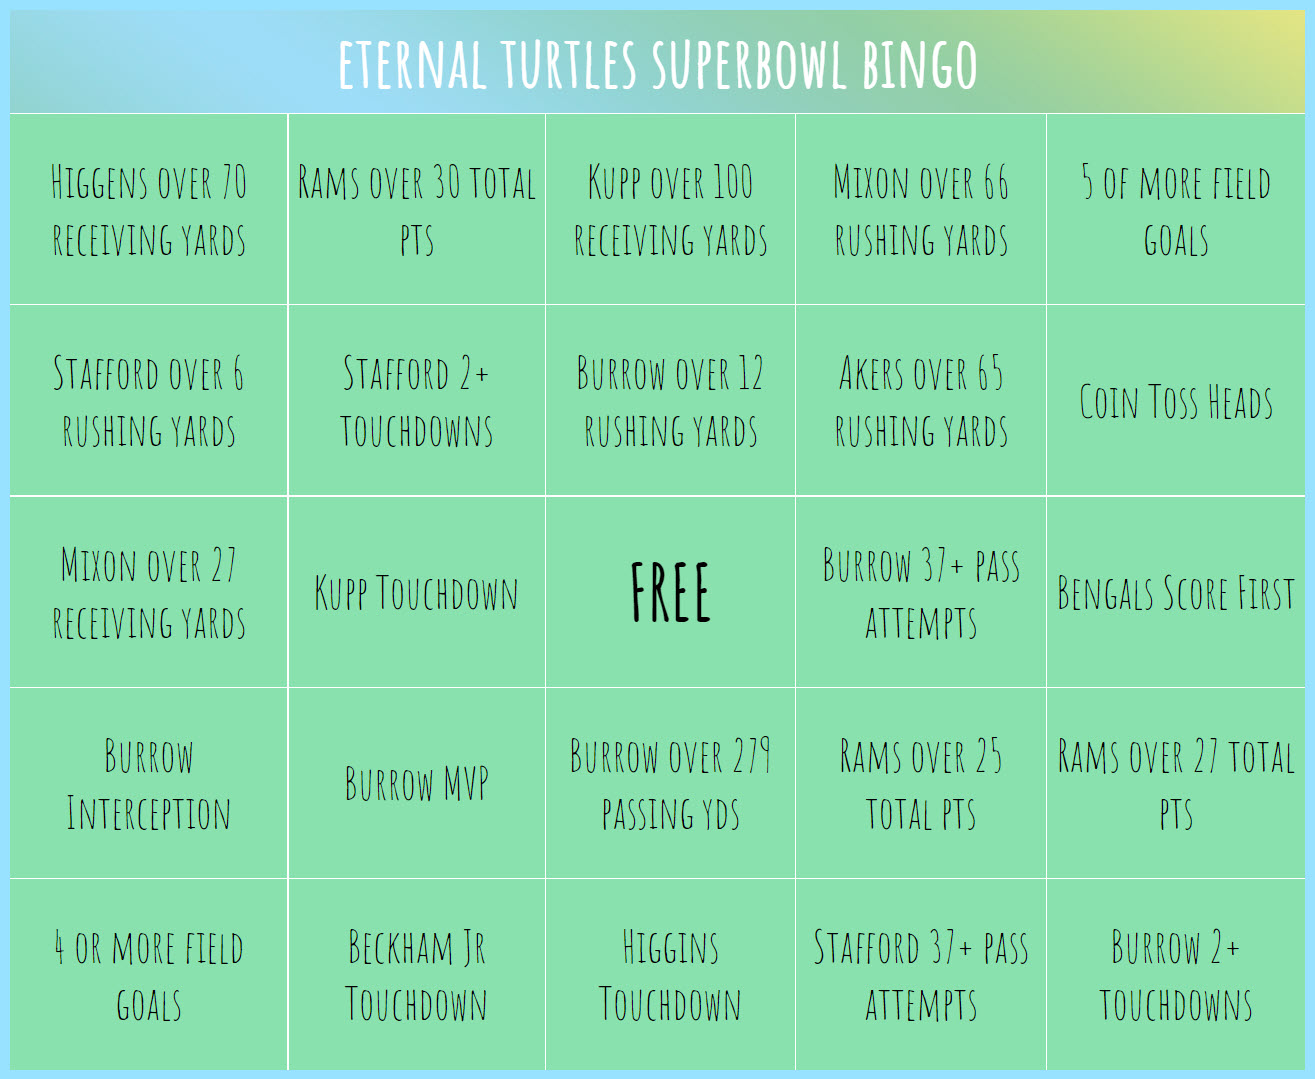 Eternal Turtles Superbowl Bingo
Higgens over 70
receiving yards
Rams over 30 total
pts
Kupp over 100
receiving yards
Mixon over 66
rushing yards
5 of more field
goals
Stafford over 6
rushing yards
Stafford 2+
touchdowns
Burrow over 12
rushing yards
Akers over 65
rushing yards
Coin Toss Heads
Mixon over 27
receiving yards
Kupp Touchdown
FREE
Burrow 37+ pass
attempts
Bengals Score First
Burrow
Interception
Burrow MVP
Burrow over 279
passing yds
Rams over 25
total pts
Rams over 27 total
pts
4 or more field
goals
Beckham Jr
Touchdown
Higgins
Touchdown
Stafford 37+ pass
attempts
Burrow 2+
touchdowns